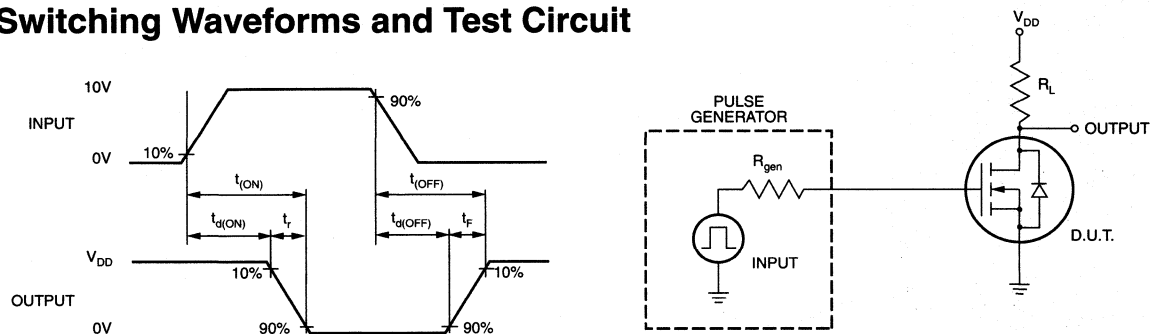 Switching Waveforms and Test Circuit
10V
INPUT
0V
10%
90%
t(ON)
t(OFF)
td(ON)
tr
td(OFF)
tF
VDD
10%
10%
OUTPUT
0V
90%
90%
PULSE
GENERATOR
Rgen
INPUT
VDD
RL
OUTPUT
D.U.T.